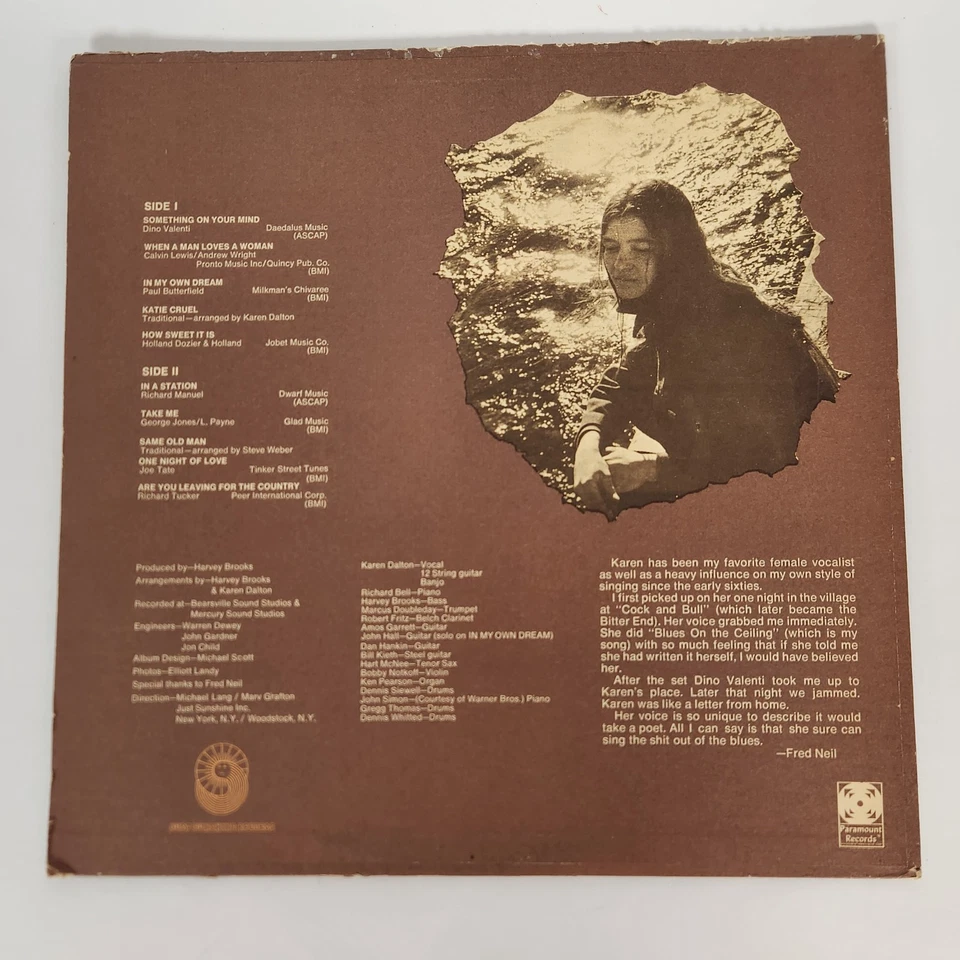 SIDE I
SOMETHING ON YOUR MIND
Dino Valenti Daedalus Music
(ASCAP)
WHEN A MAN LOVES A WOMAN
Calvin Lewis/Andrew Wright
Pronto Music Inc/Quincy Pub. Co.
(BMI)
IN MY OWN DREAM
Paul Butterfield Milkman's Chivaree
(BMI)
KATIE CRUEL
Traditional—arranged by Karen Dalton
HOW SWEET IT IS
Holland Dozier & Holland Jobet Music Co.
(BMI)
SIDE II
IN A STATION
Richard Manuel Dwarf Music
(ASCAP)
TAKE ME
George Jones/L. Payne Glad Music
(BMI)
SAME OLD MAN
Traditional—arranged by Steve Weber
ONE NIGHT OF LOVE
Joe Tate Tinker Street Tunes
(BMI)
ARE YOU LEAVING FOR THE COUNTRY
Richard Tucker Peer International Corp.
(BMI)
Produced by—Harvey Brooks
Arrangements by—Harvey Brooks
& Karen Dalton
Recorded at—Bearsville Sound Studios &
Mercury Sound Studios
Engineers—Warren Dewey
John Gardner
Jon Child
Album Design—Michael Scott
Photos—Elliott Landy
Special thanks to Fred Neil
Direction—Michael Lang / Marv Grafton
Just Sunshine Inc.
New York, N.Y. / Woodstock, N.Y.
Karen Dalton—Vocal
12 String guitar
Banjo
Richard Bell—Piano
Harvey Brooks—Bass
Marcus Doubleday—Trumpet
Robert Fritz—Belch Clarinet
Amos Garrett—Guitar
John Hall—Guitar (solo on IN MY OWN DREAM)
Dan Hankin—Guitar
Bill Kieth—Steel guitar
Hart McNee—Tenor Sax
Bobby Notkoff—Violin
Ken Pearson—Organ
Dennis Siewell—Drums
John Simon—(Courtesy of Warner Bros.) Piano
Gregg Thomas—Drums
Dennis Whitted—Drums
Karen has been my favorite female vocalist
as well as a heavy influence on my own style of
singing since the early sixties.
I first picked up on her one night in the village
at "Cock and Bull" (which later became the
Bitter End). Her voice grabbed me immediately.
She did "Blues On the Ceiling" (which is my
song) with so much feeling that if she told me
she had written it herself, I would have believed
her.
After the set Dino Valenti took me up to
Karen's place. Later that night we jammed.
Karen was like a letter from home.
Her voice is so unique to describe it would
take a poet. All I can say is that she sure can
sing the shit out of the blues.
—Fred Neil
Paramount
Records